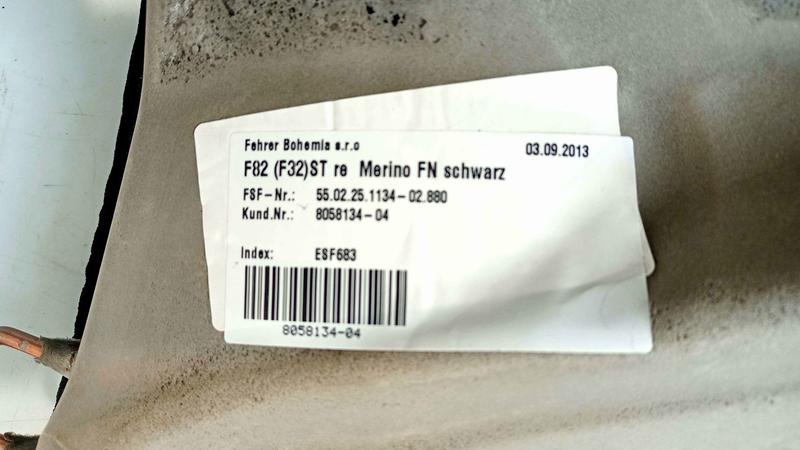 Fehrer Bohemia s.r.o
03.09.2013
F82 (F32)ST re Merino FN schwarz
FSF-Nr.: 55.02.25.1134-02.880
Kund.Nr.: 8058134-04
Index: ESF683
8058134-04